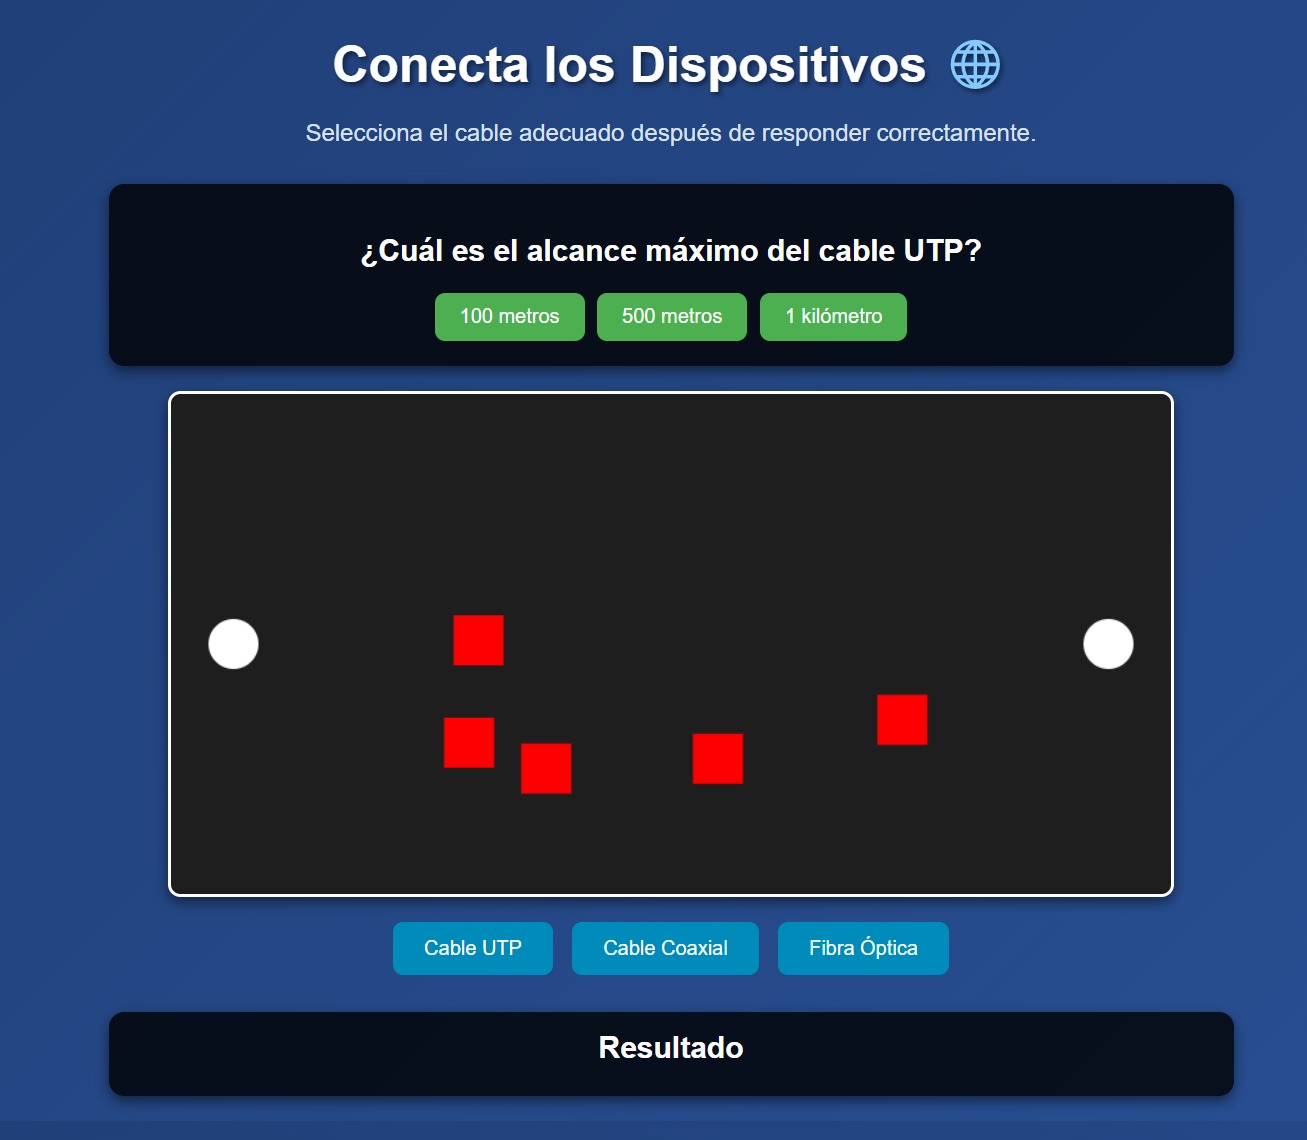 Conecta los Dispositivos
Selecciona el cable adecuado después de responder correctamente.
¿Cuál es el alcance máximo del cable UTP?
100 metros 500 metros 1 kilómetro
Cable UTP Cable Coaxial Fibra Óptica
Resultado